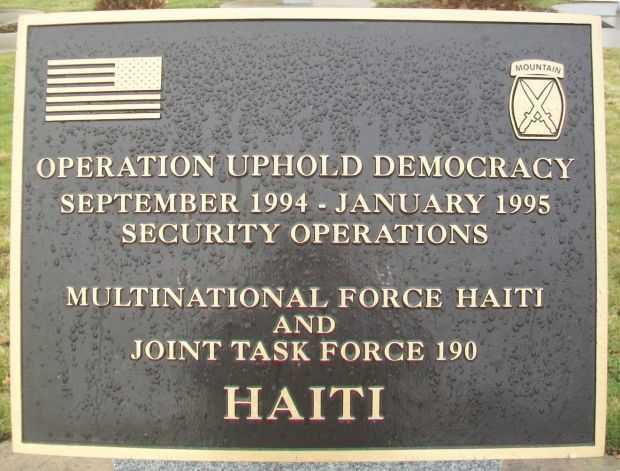 MOUNTAIN
OPERATION UPHOLD DEMOCRACY
SEPTEMBER 1994 - JANUARY 1995
SECURITY OPERATIONS
MULTINATIONAL FORCE HAITI
AND
JOINT TASK FORCE 190
HAITI